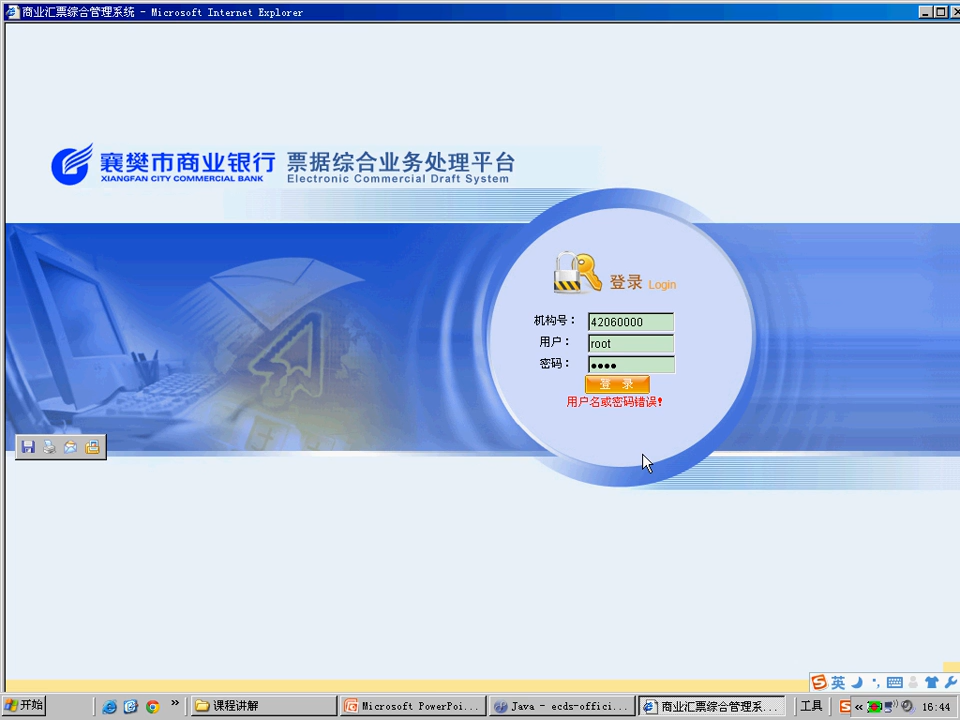 商业汇票综合管理系统 - Microsoft Internet Explorer
襄樊市商业银行 票据综合业务处理平台
XIANGFAN CITY COMMERCIAL BANK Electronic Commercial Draft System
登录 Login
机构号： 42060000
用户： root
密码： ●●●●
登 录
用户名或密码错误!
英
开始 » 课程讲解 Microsoft PowerPoi... Java - ecds-offici... 商业汇票综合管理系... 工具 « 16:44